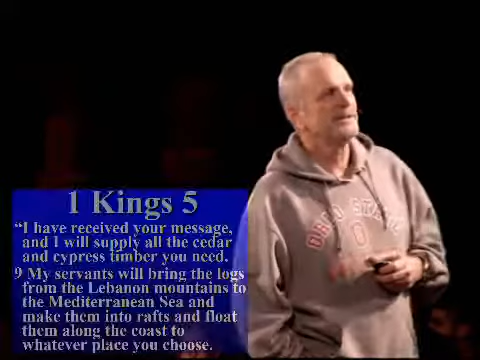 1 Kings 5
“I have received your message,
and I will supply all the cedar
and cypress timber you need.
9 My servants will bring the logs
from the Lebanon mountains to
the Mediterranean Sea and
make them into rafts and float
them along the coast to
whatever place you choose.
OHIO STATE
O